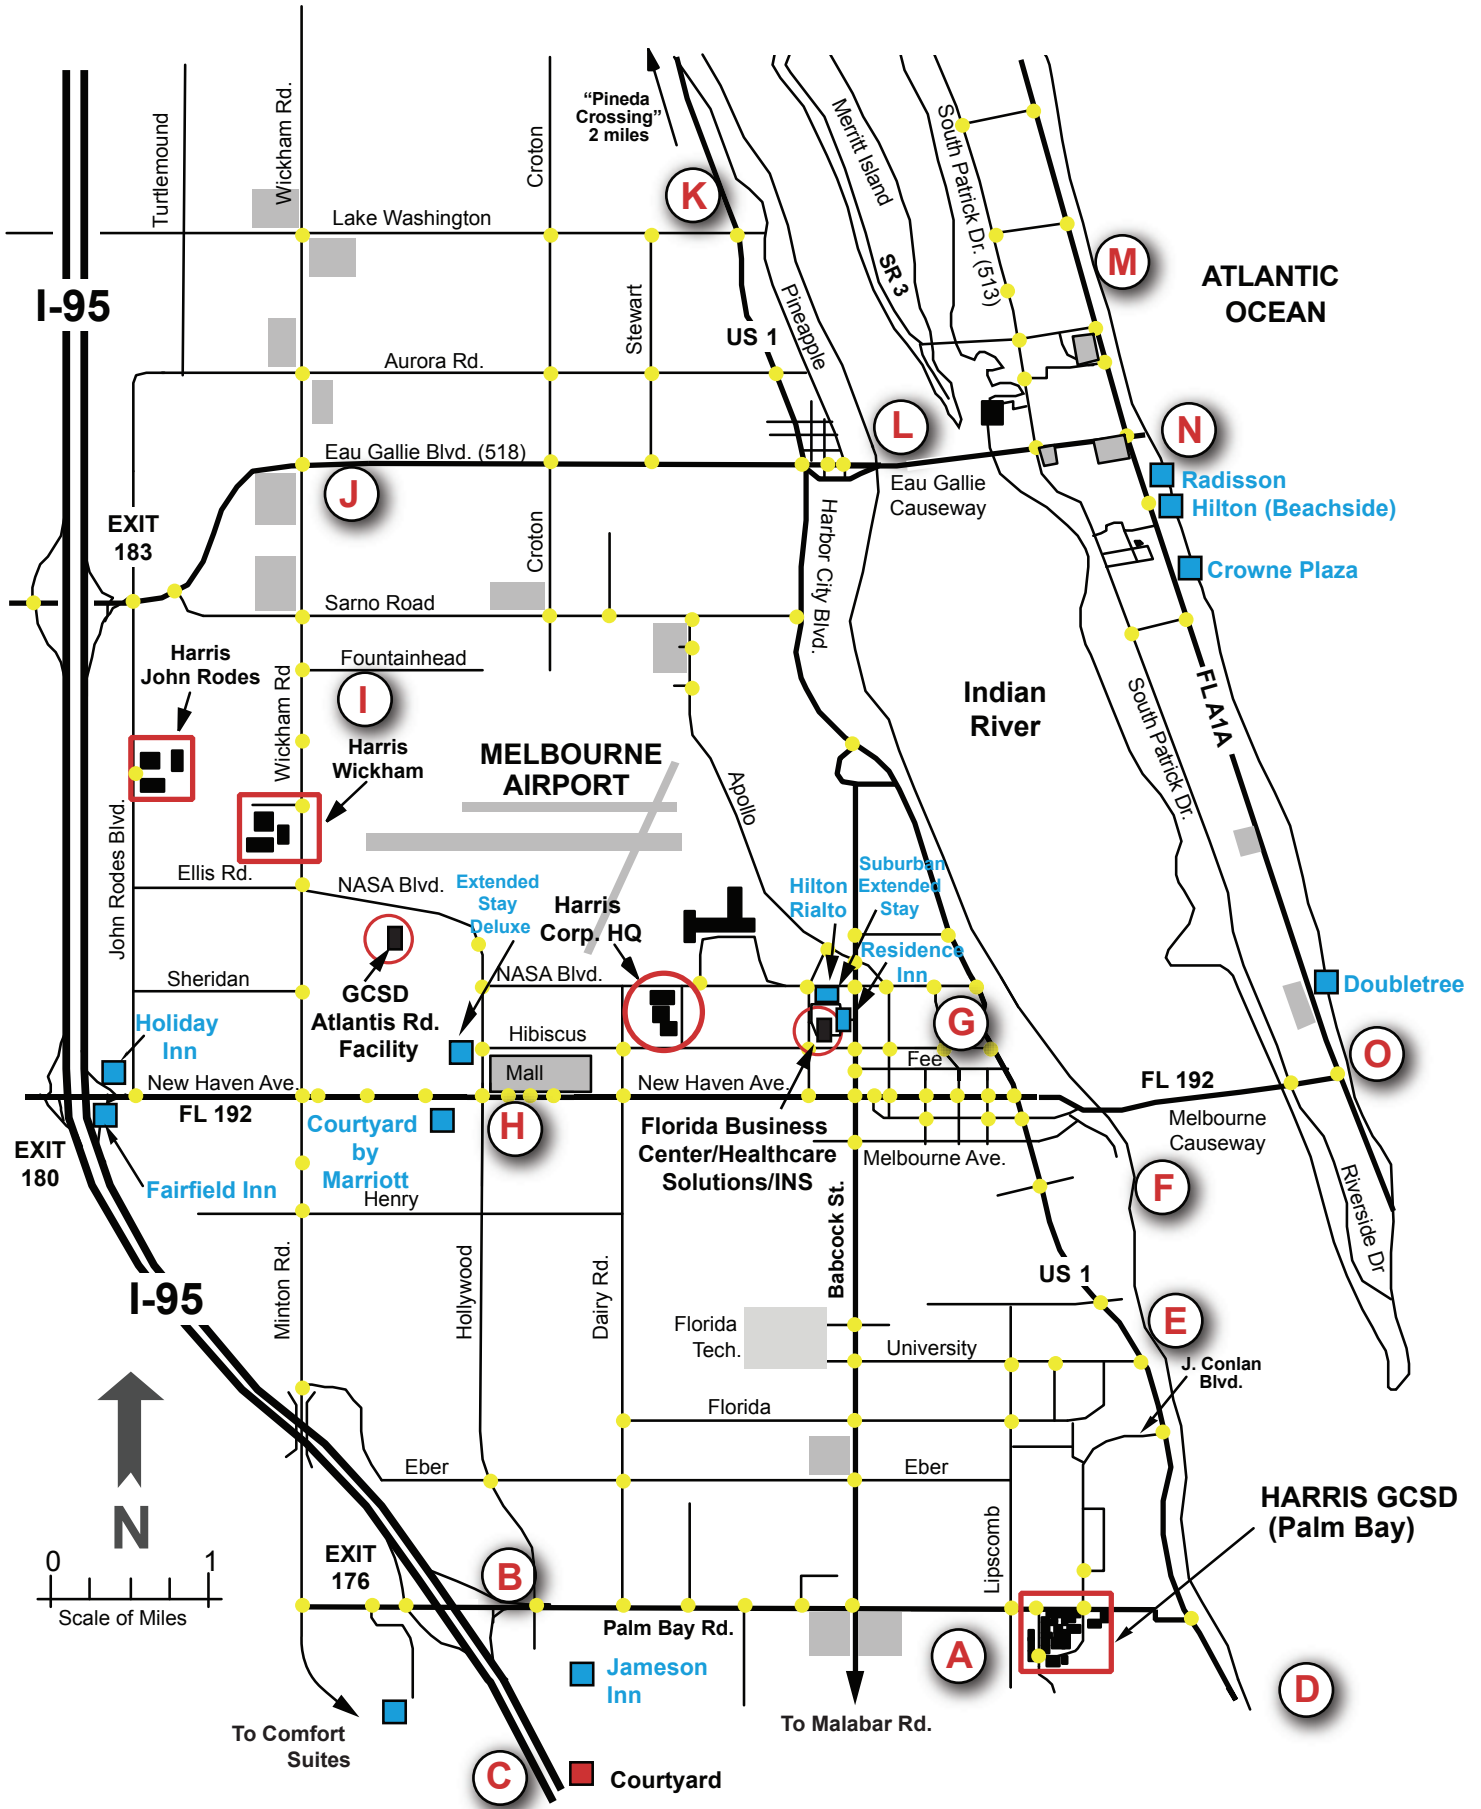 "Pineda
Crossing"
2 miles
Turtlemound
Wickham Rd.
Croton
Merritt Island
South Patrick Dr. (513)
K
Lake Washington
M
ATLANTIC
OCEAN
SR 3
I-95
Stewart
Pineapple
US 1
Aurora Rd.
L
N
Eau Gallie Blvd. (518)
J
Eau Gallie
Causeway
Radisson
Hilton (Beachside)
EXIT
183
Croton
Harbor City Blvd.
Crowne Plaza
Sarno Road
Harris
John Rodes
Fountainhead
Wickham Rd
I
Indian
River
South Patrick Dr.
FL A1A
Harris
Wickham
MELBOURNE
AIRPORT
Apollo
John Rodes Blvd.
Ellis Rd.
NASA Blvd.
Extended
Stay
Deluxe
Harris
Corp. HQ
Hilton
Rialto
Suburban
Extended
Stay
Residence
Inn
NASA Blvd.
Sheridan
GCSD
Atlantis Rd.
Facility
Doubletree
Holiday
Inn
Hibiscus
G
Fee
O
Mall
New Haven Ave.
New Haven Ave.
FL 192
FL 192
Courtyard
by
Marriott
H
Florida Business
Center/Healthcare
Solutions/INS
Melbourne
Causeway
Melbourne Ave.
EXIT
180
Fairfield Inn
Henry
F
Babcock St.
Riverside Dr
Minton Rd.
Hollywood
Dairy Rd.
US 1
I-95
Florida
Tech.
University
E
J. Conlan
Blvd.
Florida
Eber
Eber
N
HARRIS GCSD
(Palm Bay)
Lipscomb
0
1
Scale of Miles
EXIT
176
B
Palm Bay Rd.
A
Jameson
Inn
D
To Comfort
Suites
To Malabar Rd.
C
Courtyard